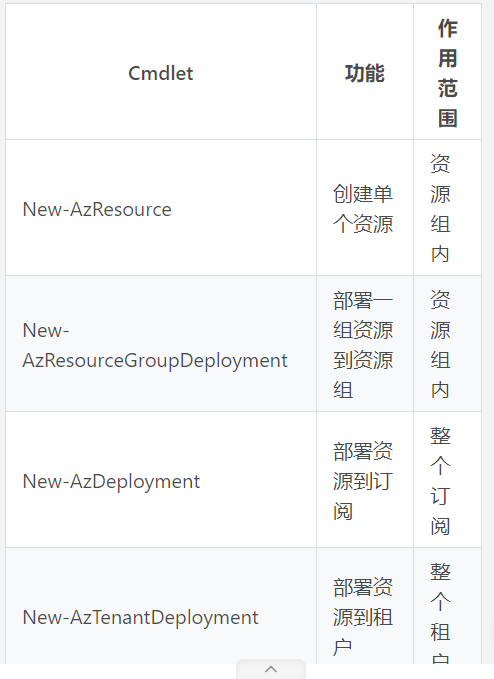 Cmdlet
功能
作
用
范
围
New-AzResource
创建单
个资源
资
源
组
内
New-
AzResourceGroupDeployment
部署一
组资源
到资源
组
资
源
组
内
New-AzDeployment
部署资
源到订
阅
整
个
订
阅
New-AzTenantDeployment
部署资
源到租
户
整
个
租